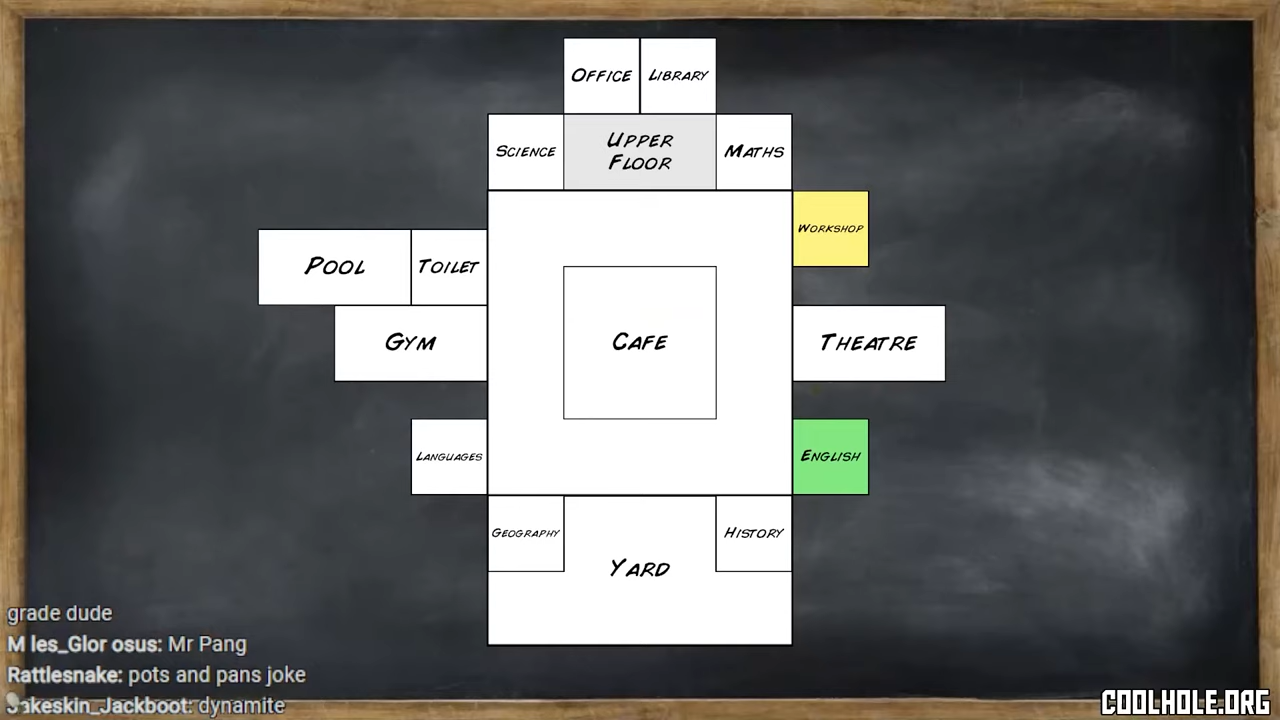 OFFICE
LIBRARY
SCIENCE
UPPER
FLOOR
MATHS
WORKSHOP
POOL
TOILET
GYM
CAFE
THEATRE
LANGUAGES
ENGLISH
GEOGRAPHY
HISTORY
YARD
grade dude
M les_Glor osus: Mr Pang
Rattlesnake: pots and pans joke
keskin_Jackboot: dynamite
COOLHOLE.ORG